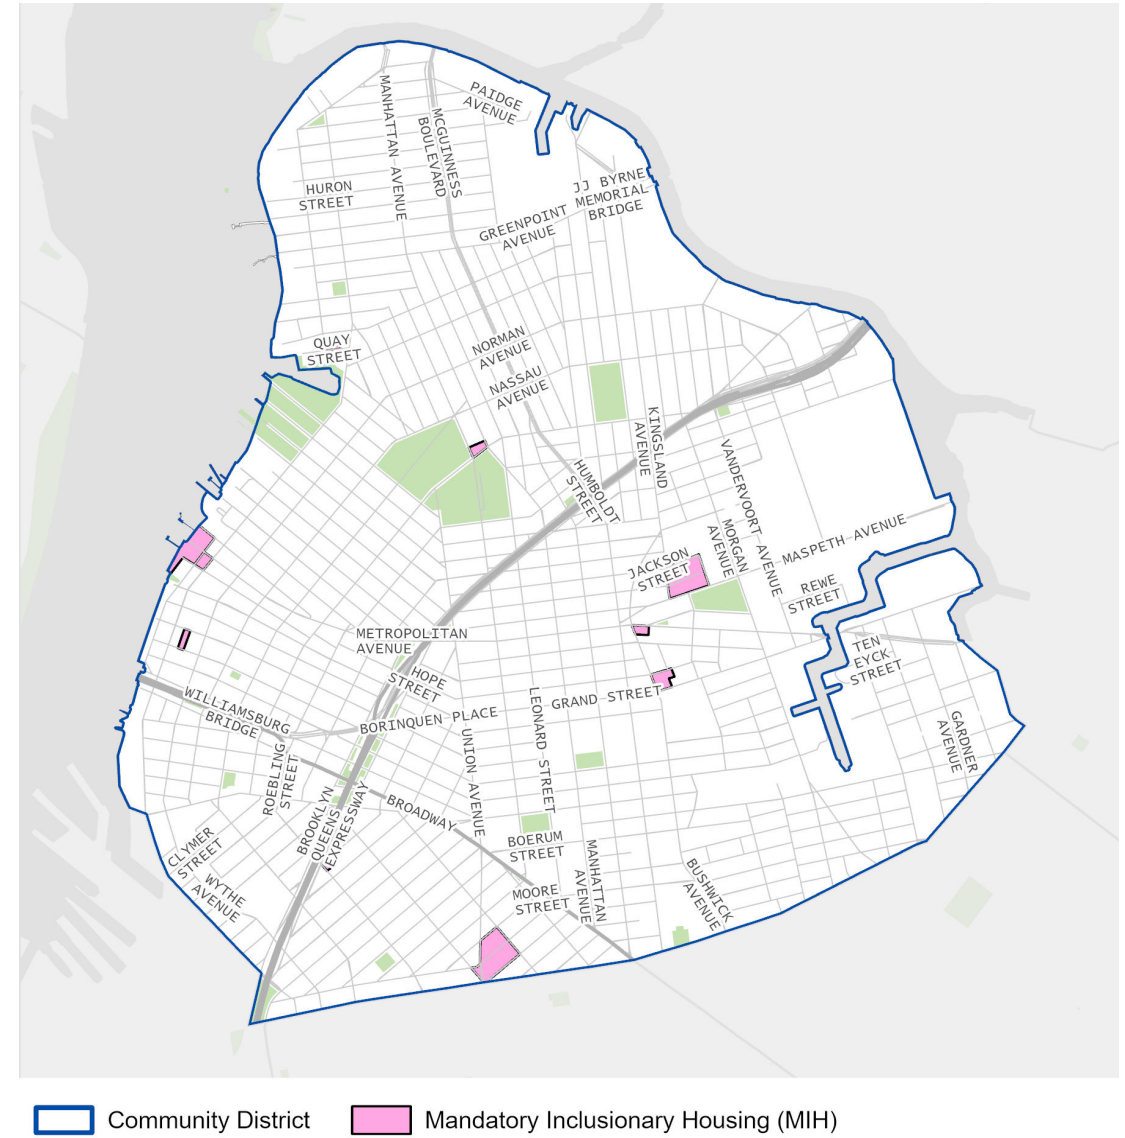 PAIDGE
AVENUE
MANHATTAN AVENUE
MCGUINNESS
BOULEVARD
HURON
STREET
JJ BYRNE
MEMORIAL
BRIDGE
GREENPOINT
AVENUE
QUAY
STREET
NORMAN
AVENUE
NASSAU
AVENUE
KINGSLAND
AVENUE
HUMBOLDT
STREET
VANDERVOORT AVENUE
MORGAN
AVENUE
MASPETH AVENUE
JACKSON
STREET
REWE
STREET
METROPOLITAN
AVENUE
TEN
EYCK
STREET
HOPE
STREET
WILLIAMSBURG
BRIDGE
GRAND STREET
BORINQUEN PLACE
LEONARD STREET
UNION AVENUE
GARDNER
AVENUE
ROEBLING
STREET
BROOKLYN
QUEENS
EXPRESSWAY
BROADWAY
CLYMER
STREET
BOERUM
STREET
MANHATTAN
AVENUE
WYTHE
AVENUE
MOORE
STREET
BUSHWICK
AVENUE
Community District
Mandatory Inclusionary Housing (MIH)